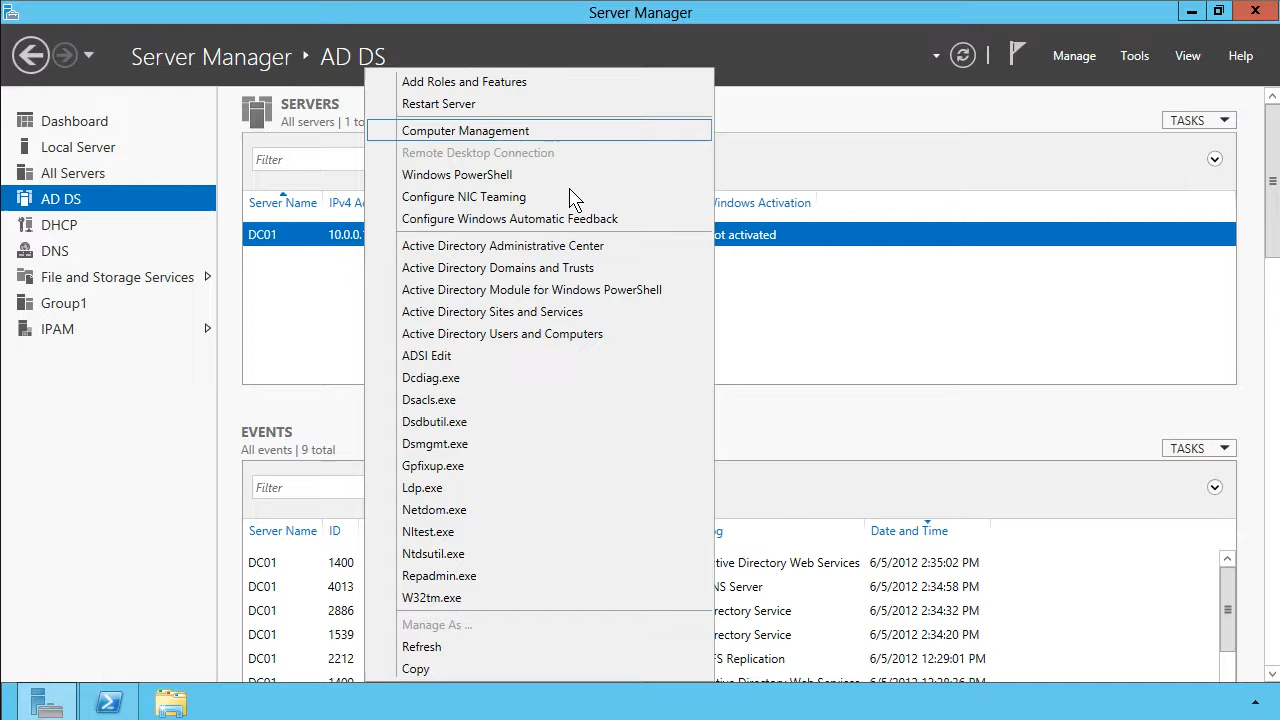 Server Manager
Server Manager ‣ AD DS
Manage Tools View Help
Dashboard
Local Server
All Servers
AD DS
DHCP
DNS
File and Storage Services
Group1
IPAM
SERVERS
All servers | 1 to
TASKS
Filter
Server Name IPv4 A Windows Activation
DC01 10.0.0. ot activated
Add Roles and Features
Restart Server
Computer Management
Remote Desktop Connection
Windows PowerShell
Configure NIC Teaming
Configure Windows Automatic Feedback
Active Directory Administrative Center
Active Directory Domains and Trusts
Active Directory Module for Windows PowerShell
Active Directory Sites and Services
Active Directory Users and Computers
ADSI Edit
Dcdiag.exe
Dsacls.exe
Dsdbutil.exe
Dsmgmt.exe
Gpfixup.exe
Ldp.exe
Netdom.exe
Nltest.exe
Ntdsutil.exe
Repadmin.exe
W32tm.exe
Manage As ...
Refresh
Copy
EVENTS
All events | 9 total
TASKS
Filter
Server Name ID og Date and Time
DC01 1400 ctive Directory Web Services 6/5/2012 2:35:02 PM
DC01 4013 NS Server 6/5/2012 2:34:58 PM
DC01 2886 irectory Service 6/5/2012 2:34:32 PM
DC01 1539 irectory Service 6/5/2012 2:34:20 PM
DC01 2212 FS Replication 6/5/2012 12:29:01 PM